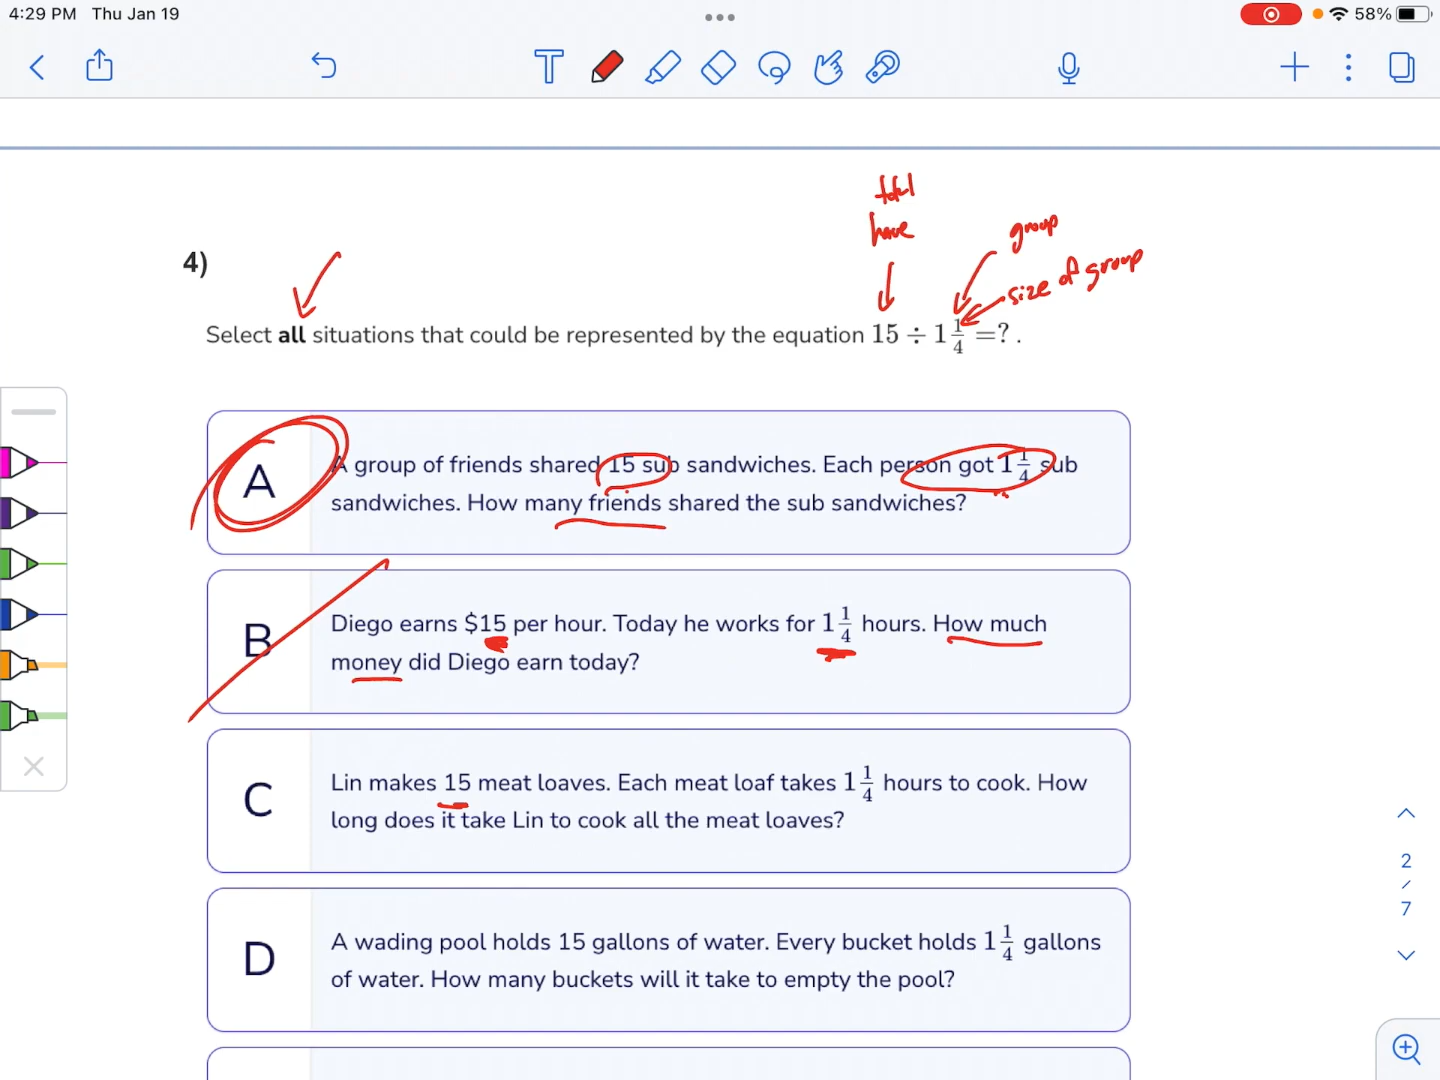 4:29 PM Thu Jan 19
58%
total
have
group
size of group
4)
Select all situations that could be represented by the equation 15 ÷ 1 1/4 =? .
A
A group of friends shared 15 sub sandwiches. Each person got 1 1/4 sub
sandwiches. How many friends shared the sub sandwiches?
B
Diego earns $15 per hour. Today he works for 1 1/4 hours. How much
money did Diego earn today?
C
Lin makes 15 meat loaves. Each meat loaf takes 1 1/4 hours to cook. How
long does it take Lin to cook all the meat loaves?
D
A wading pool holds 15 gallons of water. Every bucket holds 1 1/4 gallons
of water. How many buckets will it take to empty the pool?
2
/
7